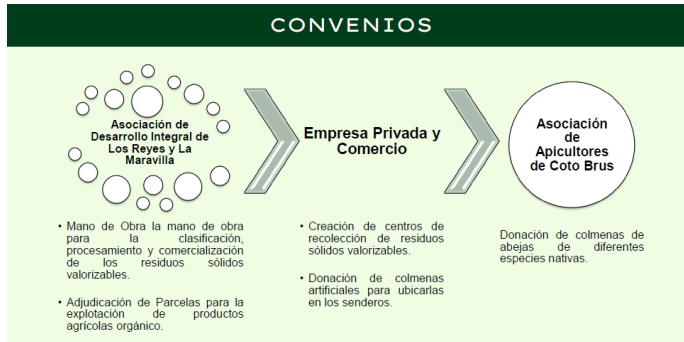 CONVENIOS
Asociación de
Desarrollo Integral de
Los Reyes y La
Maravilla
Empresa Privada y
Comercio
Asociación
de
Apicultores
de Coto Brus
• Mano de Obra la mano de obra
para la clasificación,
procesamiento y comercialización
de los residuos sólidos
valorizables.
• Adjudicación de Parcelas para la
explotación de productos
agrícolas orgánico.
• Creación de centros de
recolección de residuos
sólidos valorizables.
• Donación de colmenas
artificiales para ubicarlas
en los senderos.
Donación de colmenas de
abejas de diferentes
especies nativas.